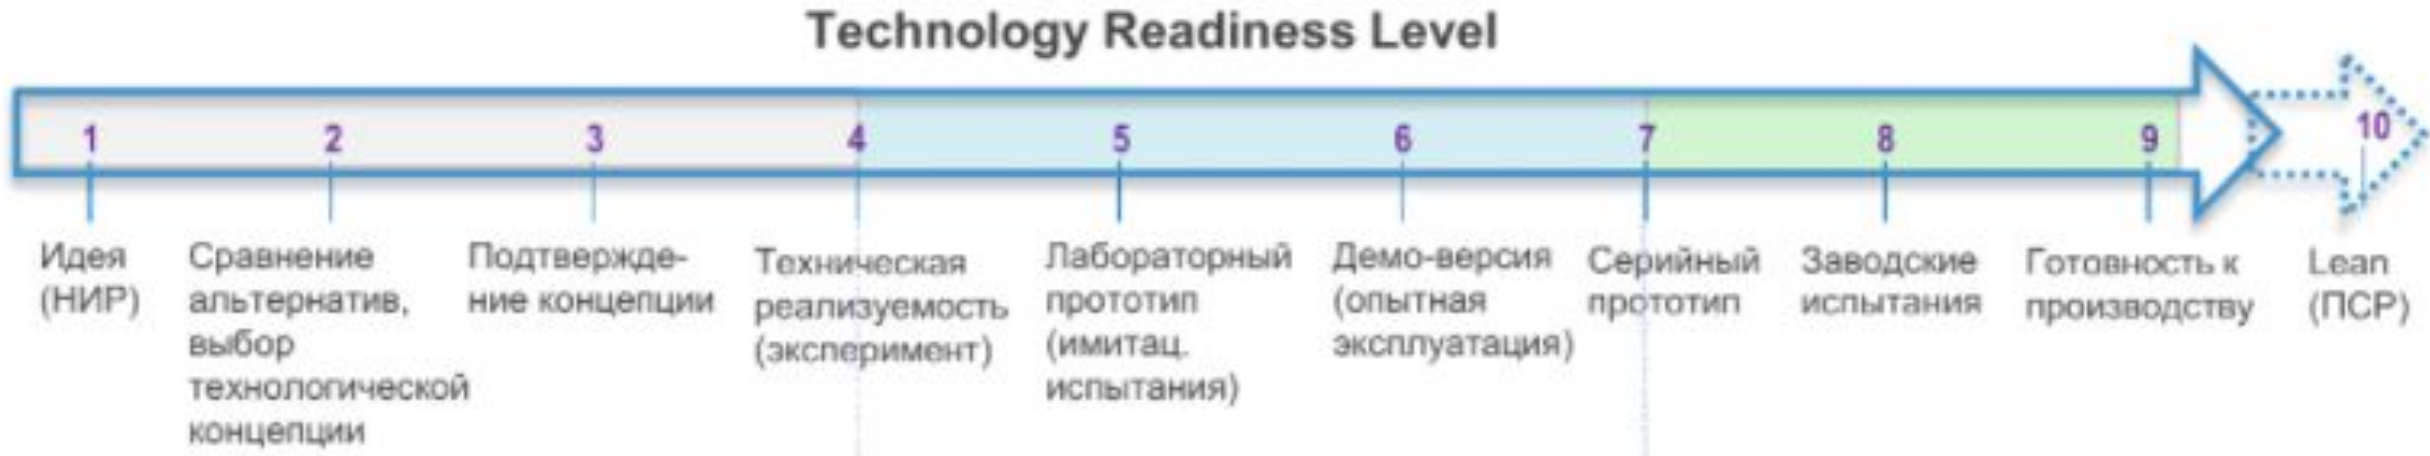 Technology Readiness Level
1
2
3
4
5
6
7
8
9
10
Идея
(НИР)
Сравнение
альтернатив,
выбор
технологической
концепции
Подтвержде-
ние концепции
Техническая
реализуемость
(эксперимент)
Лабораторный
прототип
(имитац.
испытания)
Демо-версия
(опытная
эксплуатация)
Серийный
прототип
Заводские
испытания
Готовность к
производству
Lean
(ПСР)